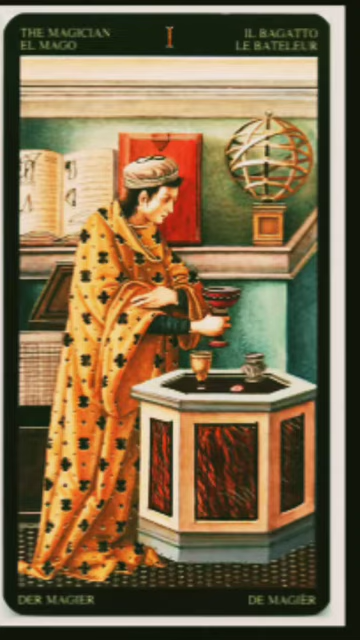 THE MAGICIAN
EL MAGO
I
IL BAGATTO
LE BATELEUR
DER MAGIER
DE MAGIËR